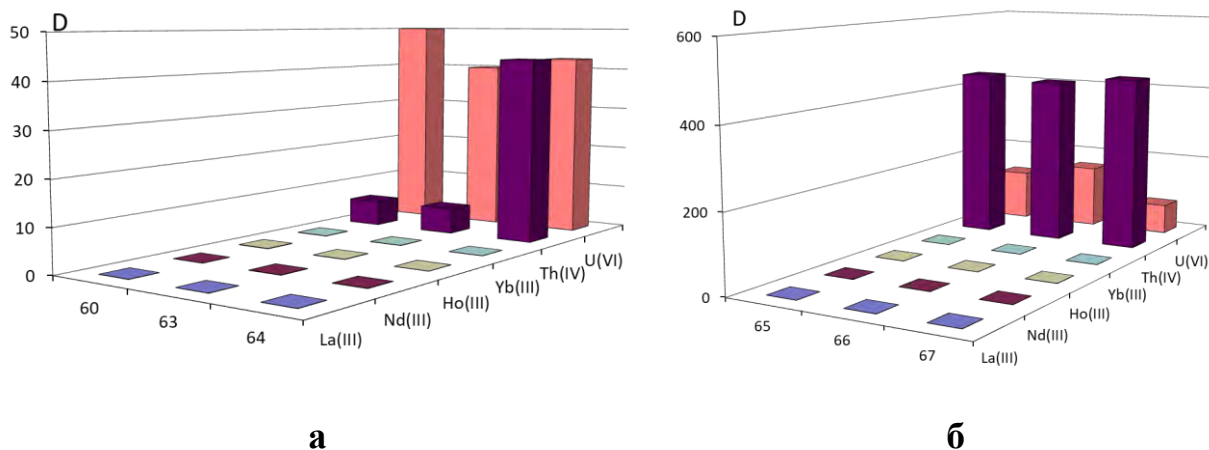 D
50
40
30
20
10
0
60
63
64
La(III)
Nd(III)
Ho(III)
Yb(III)
Th(IV)
U(VI)
а
D
600
400
200
0
65
66
67
La(III)
Nd(III)
Ho(III)
Yb(III)
Th(IV)
U(VI)
б